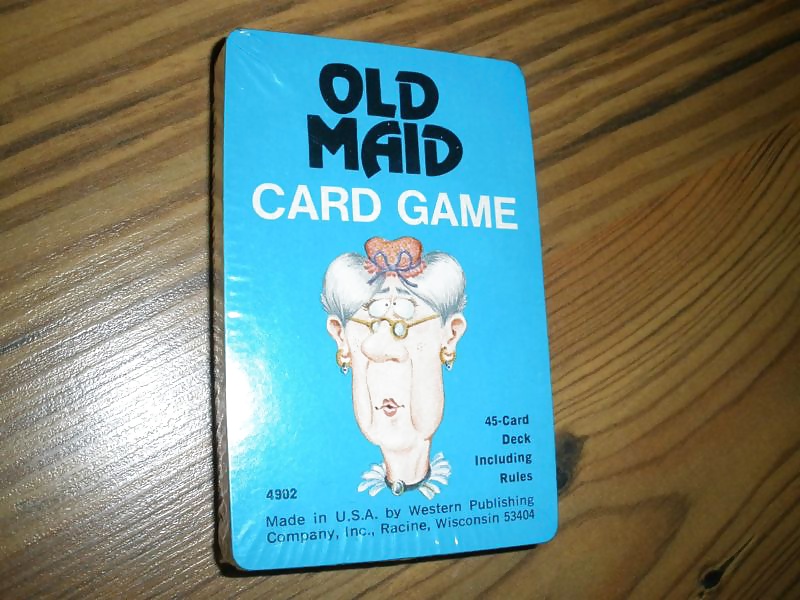 OLD
MAID
CARD GAME
45-Card
Deck
Including
Rules
4902
Made in U.S.A. by Western Publishing
Company, Inc., Racine, Wisconsin 53404